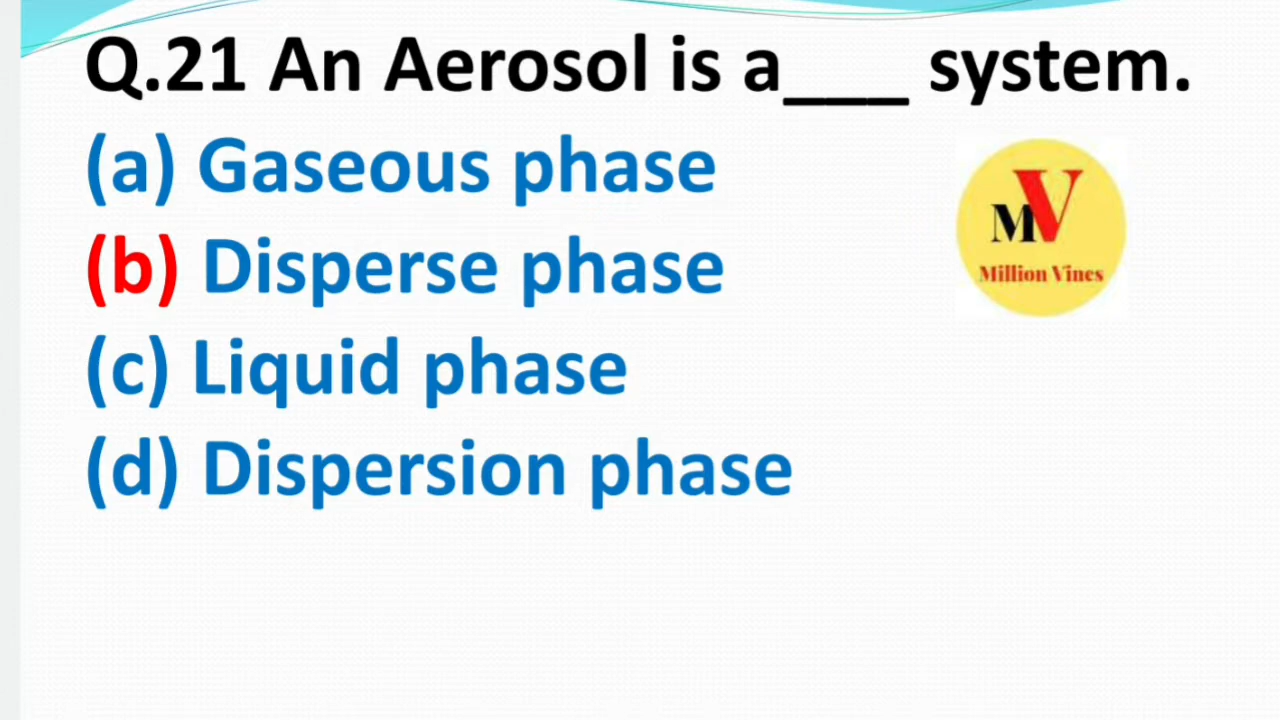 Q.21 An Aerosol is a___ system.
(a) Gaseous phase
MV
(b) Disperse phase
Million Vines
(c) Liquid phase
(d) Dispersion phase